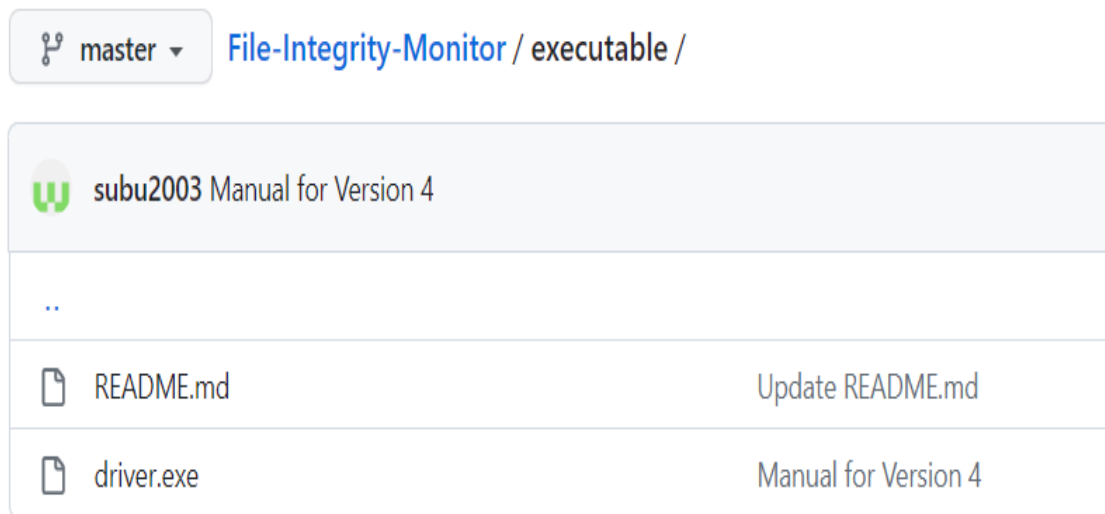 master
File-Integrity-Monitor / executable /
subu2003 Manual for Version 4
..
README.md Update README.md
driver.exe Manual for Version 4